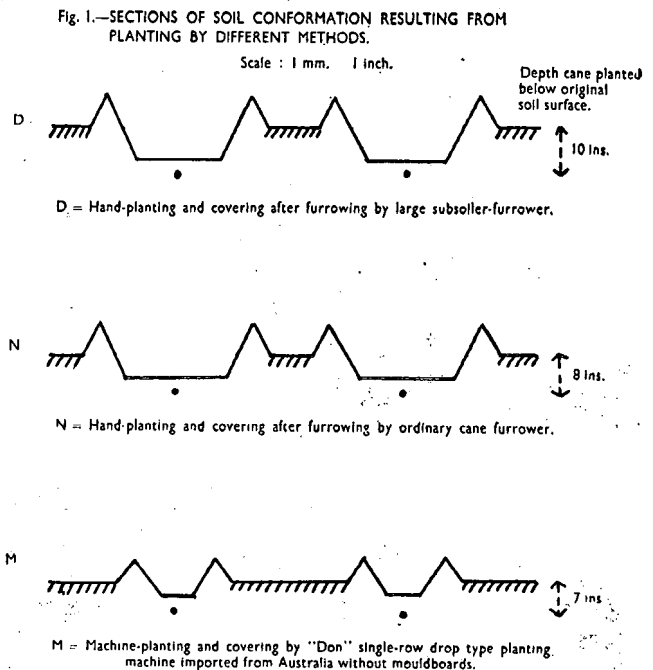 Fig. 1.—SECTIONS OF SOIL CONFORMATION RESULTING FROM
PLANTING BY DIFFERENT METHODS.
Scale : 1 mm. 1 inch.
Depth cane planted
below original
soil surface.
D
10 Ins.
D = Hand-planting and covering after furrowing by large subsoiler-furrower.
N
8 Ins.
N = Hand-planting and covering after furrowing by ordinary cane furrower.
M
7 ins
M = Machine-planting and covering by "Don" single-row drop type planting
machine imported from Australia without mouldboards.